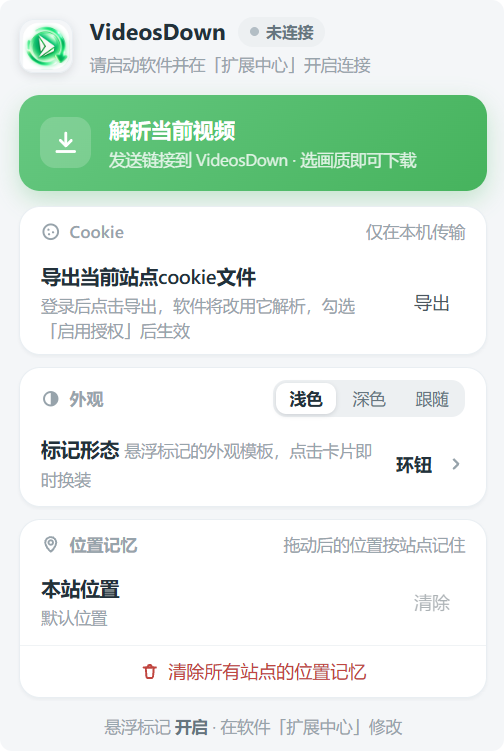 VideosDown 未连接
请启动软件并在「扩展中心」开启连接
解析当前视频
发送链接到 VideosDown · 选画质即可下载
Cookie 仅在本机传输
导出当前站点cookie文件
登录后点击导出，软件将改用它解析，勾选
「启用授权」后生效
导出
外观 浅色 深色 跟随
标记形态 悬浮标记的外观模板，点击卡片即
时换装
环钮
位置记忆 拖动后的位置按站点记住
本站位置
默认位置
清除
清除所有站点的位置记忆
悬浮标记 开启 · 在软件「扩展中心」修改